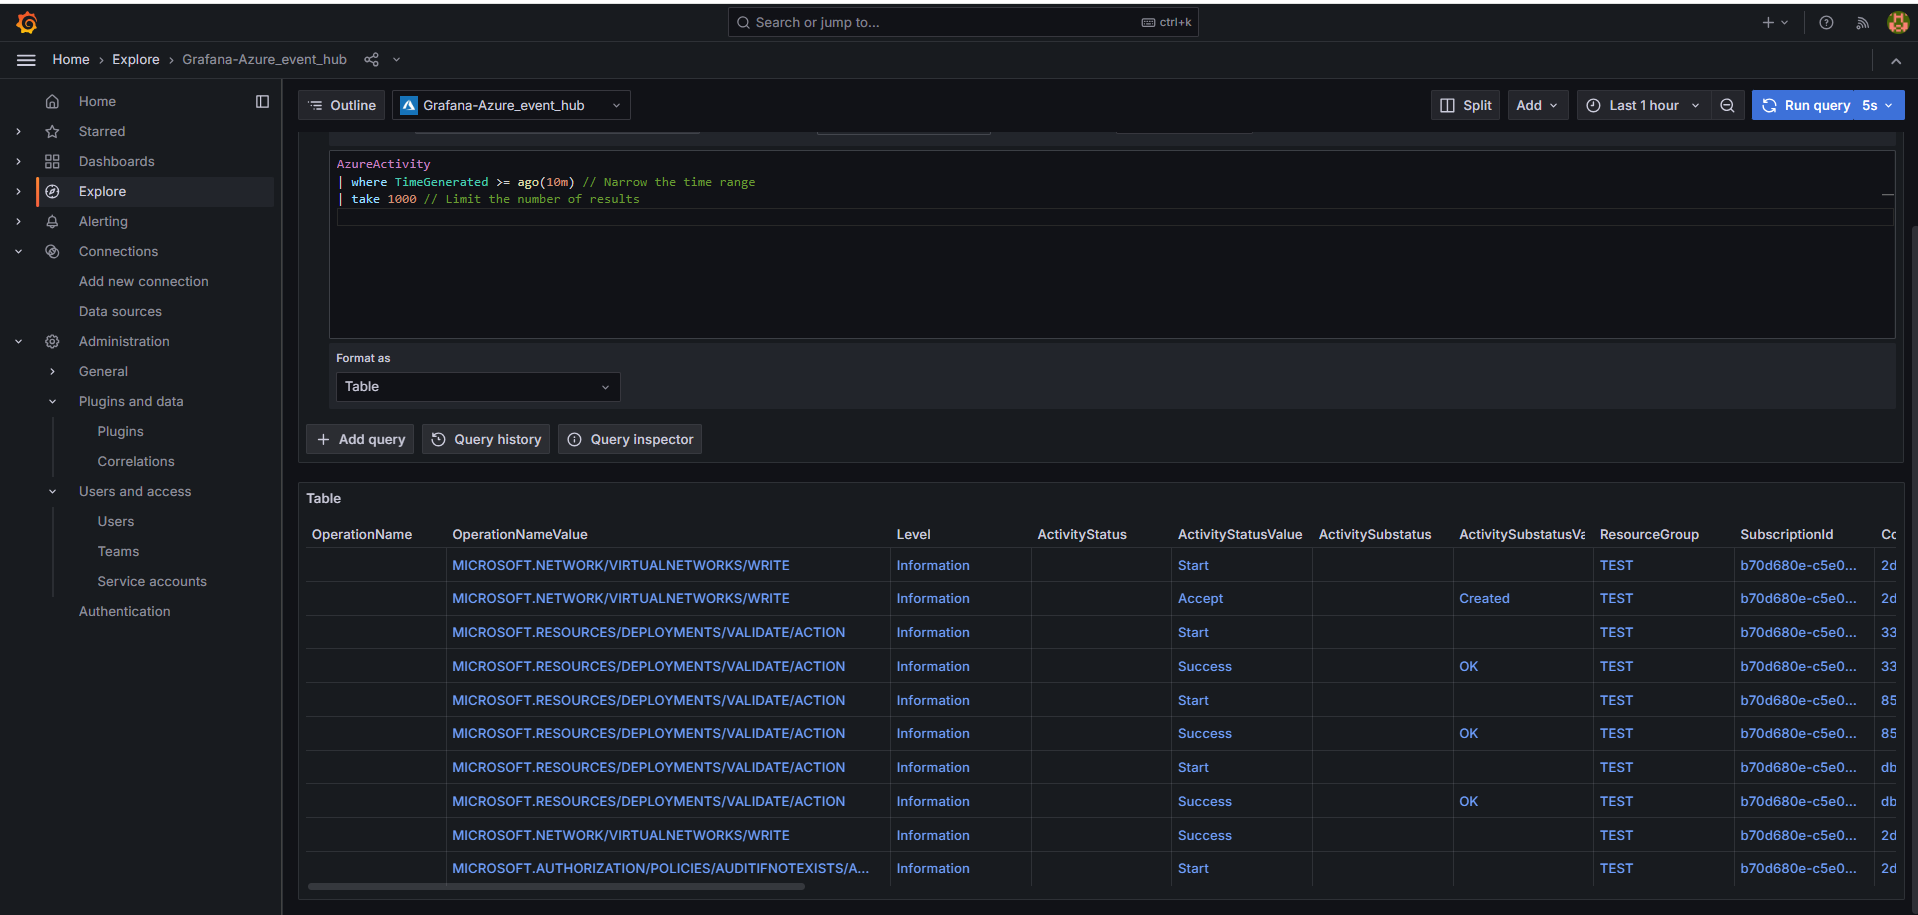 Search or jump to...
ctrl+k
Home › Explore › Grafana-Azure_event_hub
Home
Starred
Dashboards
Explore
Alerting
Connections
Add new connection
Data sources
Administration
General
Plugins and data
Plugins
Correlations
Users and access
Users
Teams
Service accounts
Authentication
Outline
Grafana-Azure_event_hub
Split
Add
Last 1 hour
Run query 5s
AzureActivity
| where TimeGenerated >= ago(10m) // Narrow the time range
| take 1000 // Limit the number of results
Format as
Table
Add query
Query history
Query inspector
Table
OperationName OperationNameValue Level ActivityStatus ActivityStatusValue ActivitySubstatus ActivitySubstatusVa ResourceGroup SubscriptionId Co
MICROSOFT.NETWORK/VIRTUALNETWORKS/WRITE Information Start TEST b70d680e-c5e0... 2d
MICROSOFT.NETWORK/VIRTUALNETWORKS/WRITE Information Accept Created TEST b70d680e-c5e0... 2d
MICROSOFT.RESOURCES/DEPLOYMENTS/VALIDATE/ACTION Information Start TEST b70d680e-c5e0... 33
MICROSOFT.RESOURCES/DEPLOYMENTS/VALIDATE/ACTION Information Success OK TEST b70d680e-c5e0... 33
MICROSOFT.RESOURCES/DEPLOYMENTS/VALIDATE/ACTION Information Start TEST b70d680e-c5e0... 85
MICROSOFT.RESOURCES/DEPLOYMENTS/VALIDATE/ACTION Information Success OK TEST b70d680e-c5e0... 85
MICROSOFT.RESOURCES/DEPLOYMENTS/VALIDATE/ACTION Information Start TEST b70d680e-c5e0... db
MICROSOFT.RESOURCES/DEPLOYMENTS/VALIDATE/ACTION Information Success OK TEST b70d680e-c5e0... db
MICROSOFT.NETWORK/VIRTUALNETWORKS/WRITE Information Success TEST b70d680e-c5e0... 2d
MICROSOFT.AUTHORIZATION/POLICIES/AUDITIFNOTEXISTS/A... Information Start TEST b70d680e-c5e0... 2d